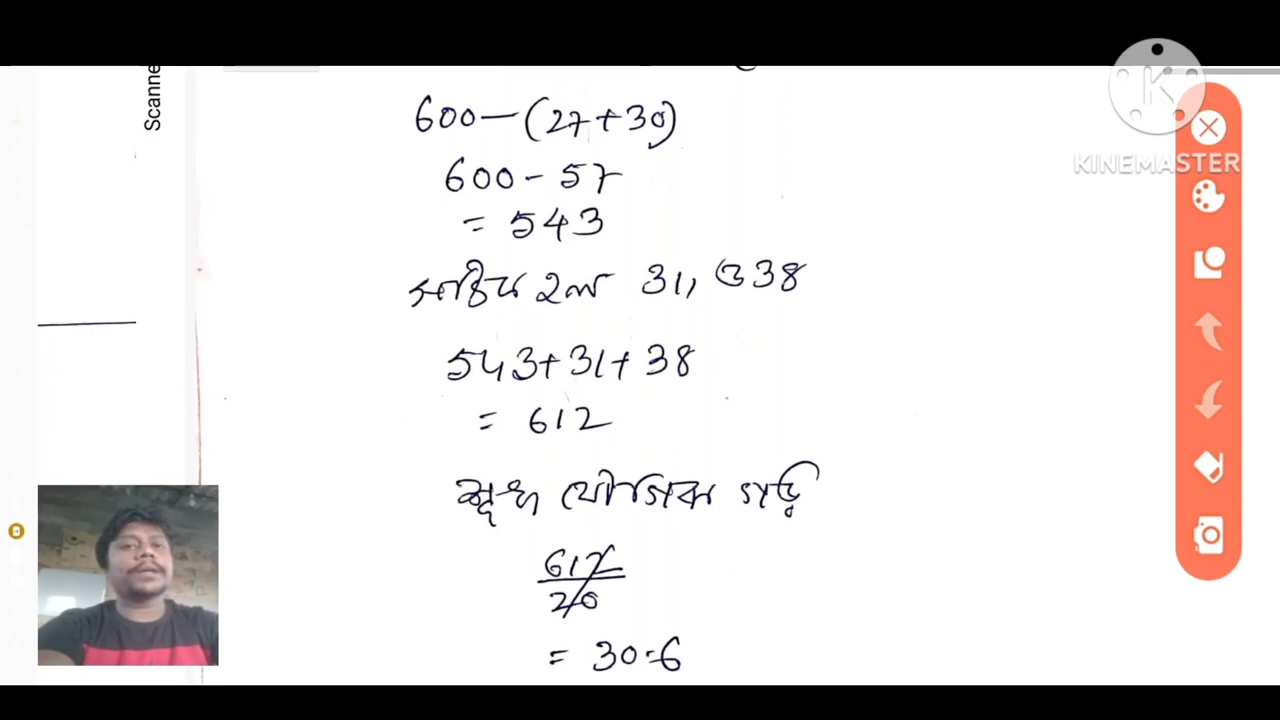 Scanne
KINEMASTER
600-(27+30)
600-57
= 543
সঠিক হল 31, ও 38
543+31+38
= 612
শুদ্ধ যৌগিক গড়
612
20
= 30.6